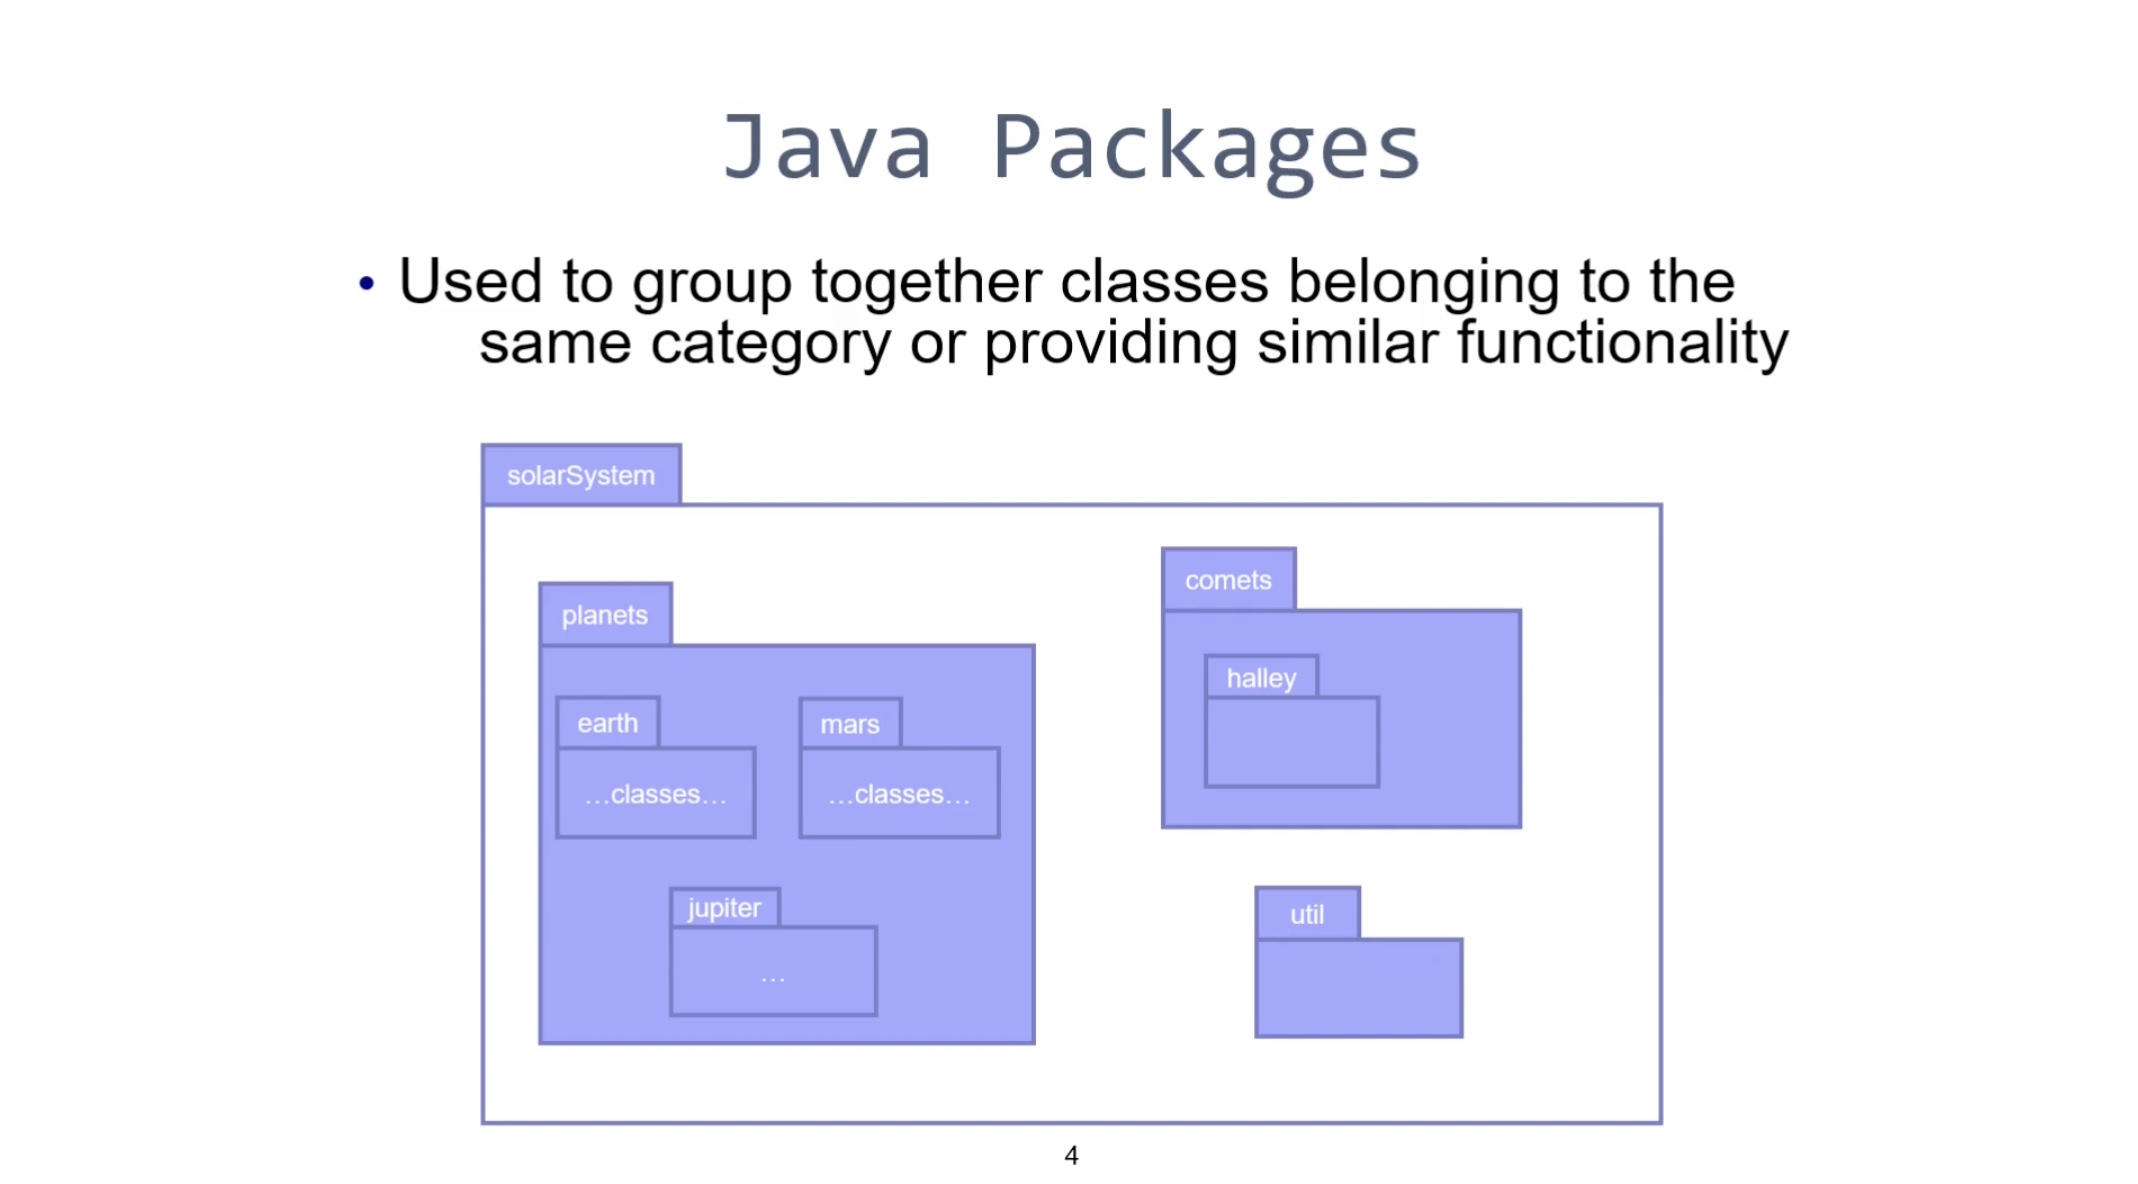 Java Packages
• Used to group together classes belonging to the
same category or providing similar functionality
solarSystem
planets
earth
...classes...
mars
...classes...
jupiter
...
comets
halley
util
4